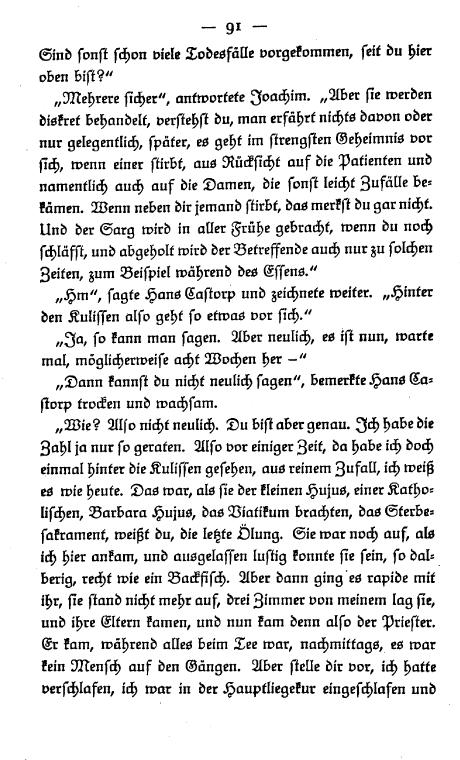 — 91 —
Sind sonst schon viele Todesfälle vorgekommen, seit du hier
oben bist?"
„Mehrere sicher", antwortete Joachim. „Aber sie werden
diskret behandelt, verstehst du, man erfährt nichts davon oder
nur gelegentlich, später, es geht im strengsten Geheimnis vor
sich, wenn einer stirbt, aus Rücksicht auf die Patienten und
namentlich auch auf die Damen, die sonst leicht Zufälle be-
kämen. Wenn neben dir jemand stirbt, das merkst du gar nicht.
Und der Sarg wird in aller Frühe gebracht, wenn du noch
schläfst, und abgeholt wird der Betreffende auch nur zu solchen
Zeiten, zum Beispiel während des Essens."
„Hm", sagte Hans Castorp und zeichnete weiter. „Hinter
den Kulissen also geht so etwas vor sich."
„Ja, so kann man sagen. Aber neulich, es ist nun, warte
mal, möglicherweise acht Wochen her —"
„Dann kannst du nicht neulich sagen", bemerkte Hans Ca-
storp trocken und wachsam.
„Wie? Also nicht neulich. Du bist aber genau. Ich habe die
Zahl ja nur so geraten. Also vor einiger Zeit, da habe ich doch
einmal hinter die Kulissen gesehen, aus reinem Zufall, ich weiß
es wie heute. Das war, als sie der kleinen Hujus, einer Katho-
lischen, Barbara Hujus, das Viatikum brachten, das Sterbe-
sakrament, weißt du, die letzte Ölung. Sie war noch auf, als
ich hier ankam, und ausgelassen lustig konnte sie sein, so dal-
berig, recht wie ein Backfisch. Aber dann ging es rapide mit
ihr, sie stand nicht mehr auf, drei Zimmer von meinem lag sie,
und ihre Eltern kamen, und nun kam denn also der Priester.
Er kam, während alles beim Tee war, nachmittags, es war
kein Mensch auf den Gängen. Aber stelle dir vor, ich hatte
verschlafen, ich war in der Hauptliegekur eingeschlafen und